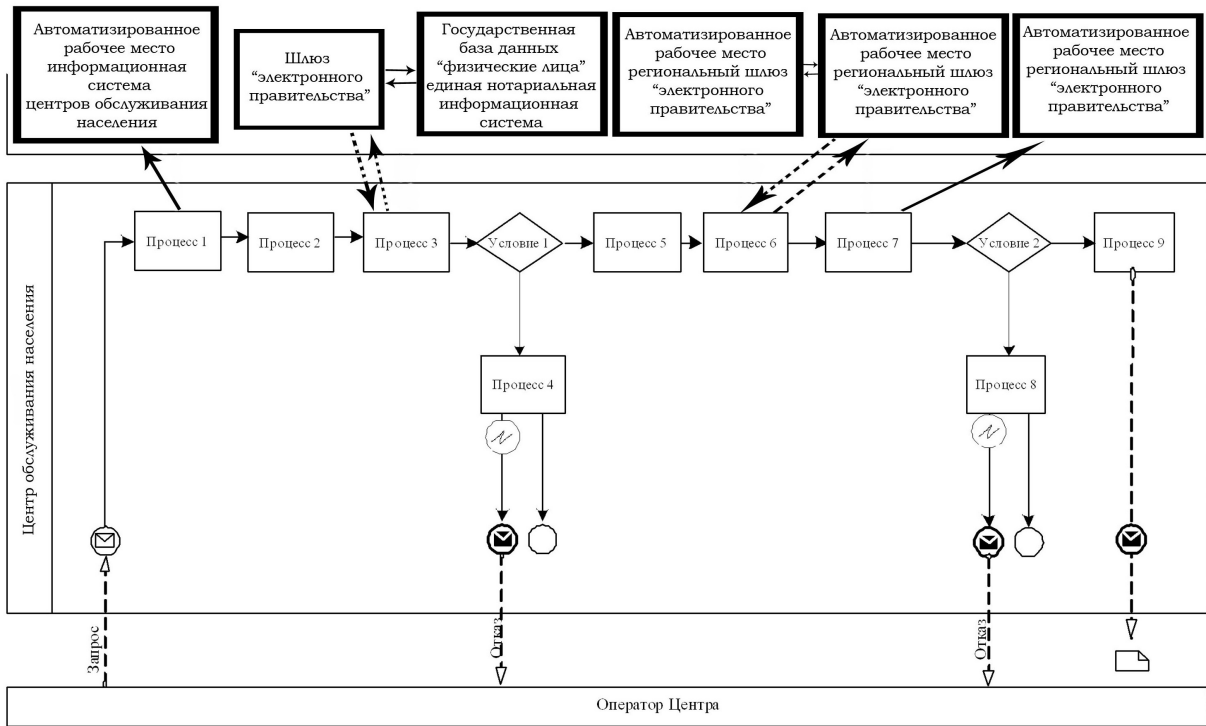 Автоматизированное
рабочее место
информационная
система
центров обслуживания
населения
Шлюз
“электронного
правительства”
Государственная
база данных
“физические лица”
единая нотариальная
информационная
система
Автоматизированное
рабочее место
региональный шлюз
“электронного
правительства”
Автоматизированное
рабочее место
региональный шлюз
“электронного
правительства”
Автоматизированное
рабочее место
региональный шлюз
“электронного
правительства”
Центр обслуживания населения
Процесс 1
Процесс 2
Процесс 3
Условие 1
Процесс 5
Процесс 6
Процесс 7
Условие 2
Процесс 9
Процесс 4
Процесс 8
Запрос
Отказ
Отказ
Оператор Центра